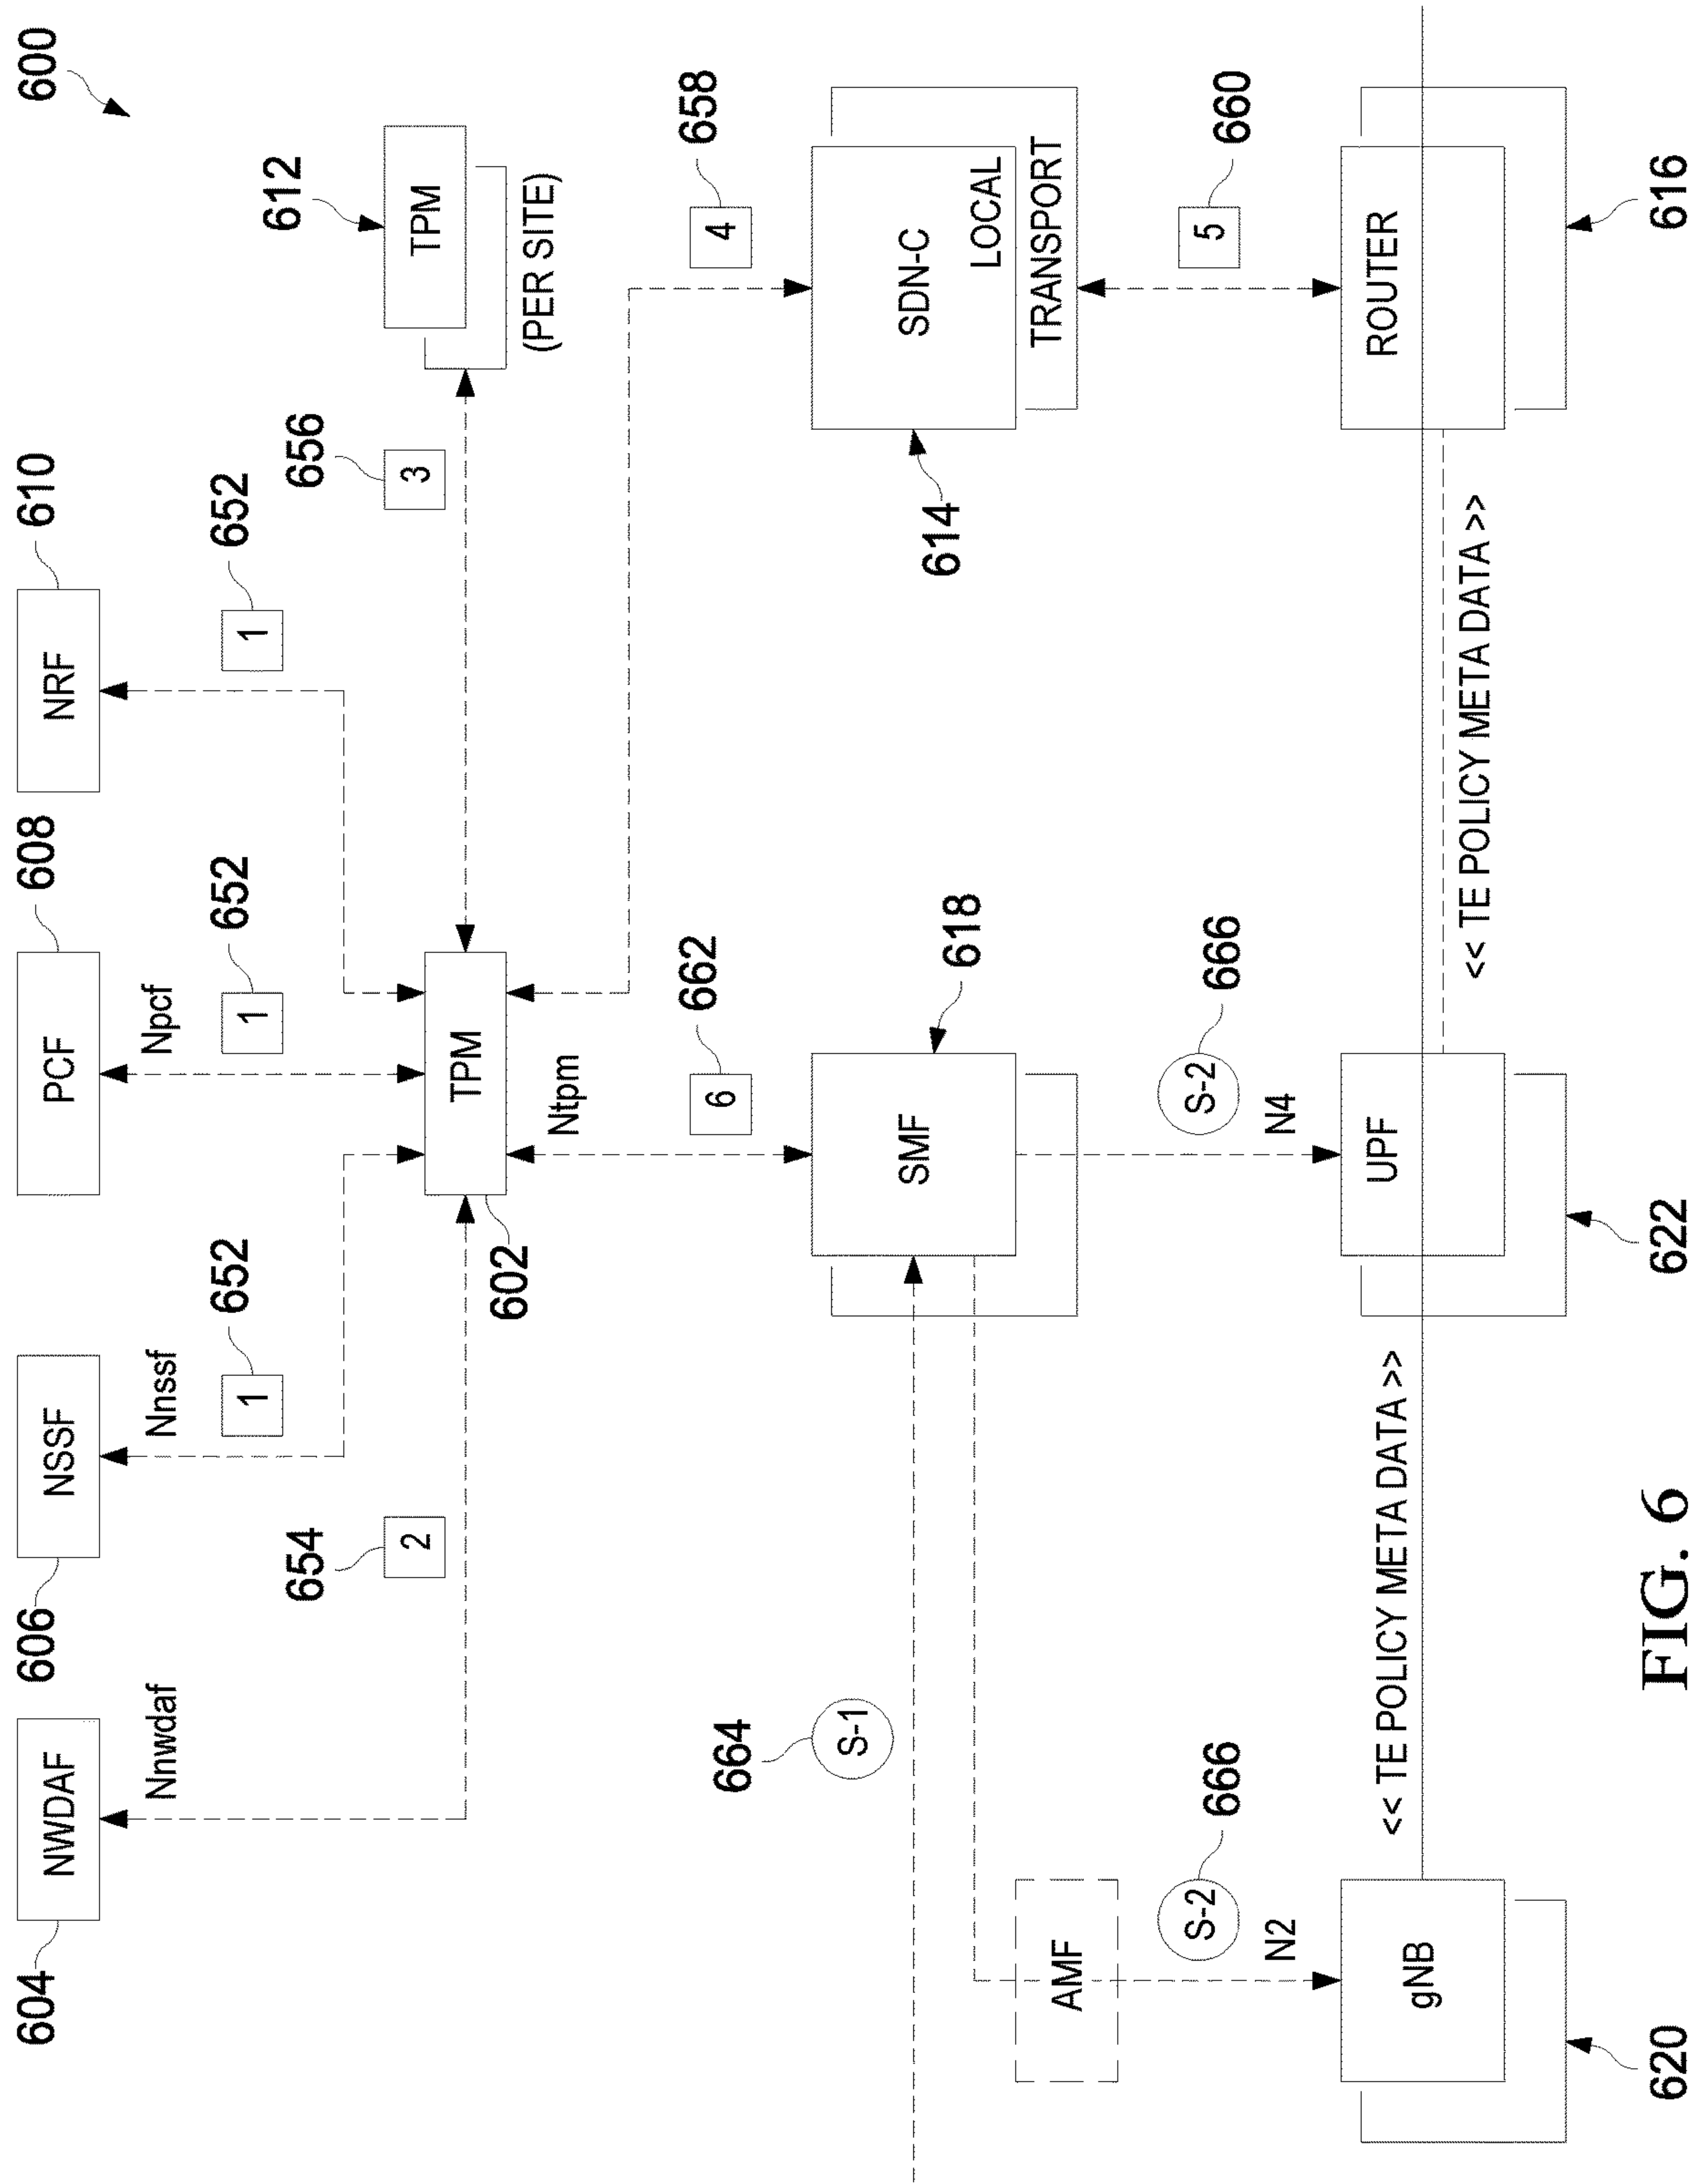 600
604
606
608
610
NWDAF
NSSF
PCF
NRF
Nnwdaf
Nnssf
Npcf
652
1
652
1
652
1
612
654
2
656
3
TPM
(PER SITE)
TPM
602
Ntpm
664
S-1
662
6
658
4
SMF
618
SDN-C
LOCAL
TRANSPORT
614
AMF
666
S-2
N2
666
S-2
N4
660
5
gNB
<< TE POLICY META DATA >>
UPF
<< TE POLICY META DATA >>
ROUTER
620
622
616
FIG. 6